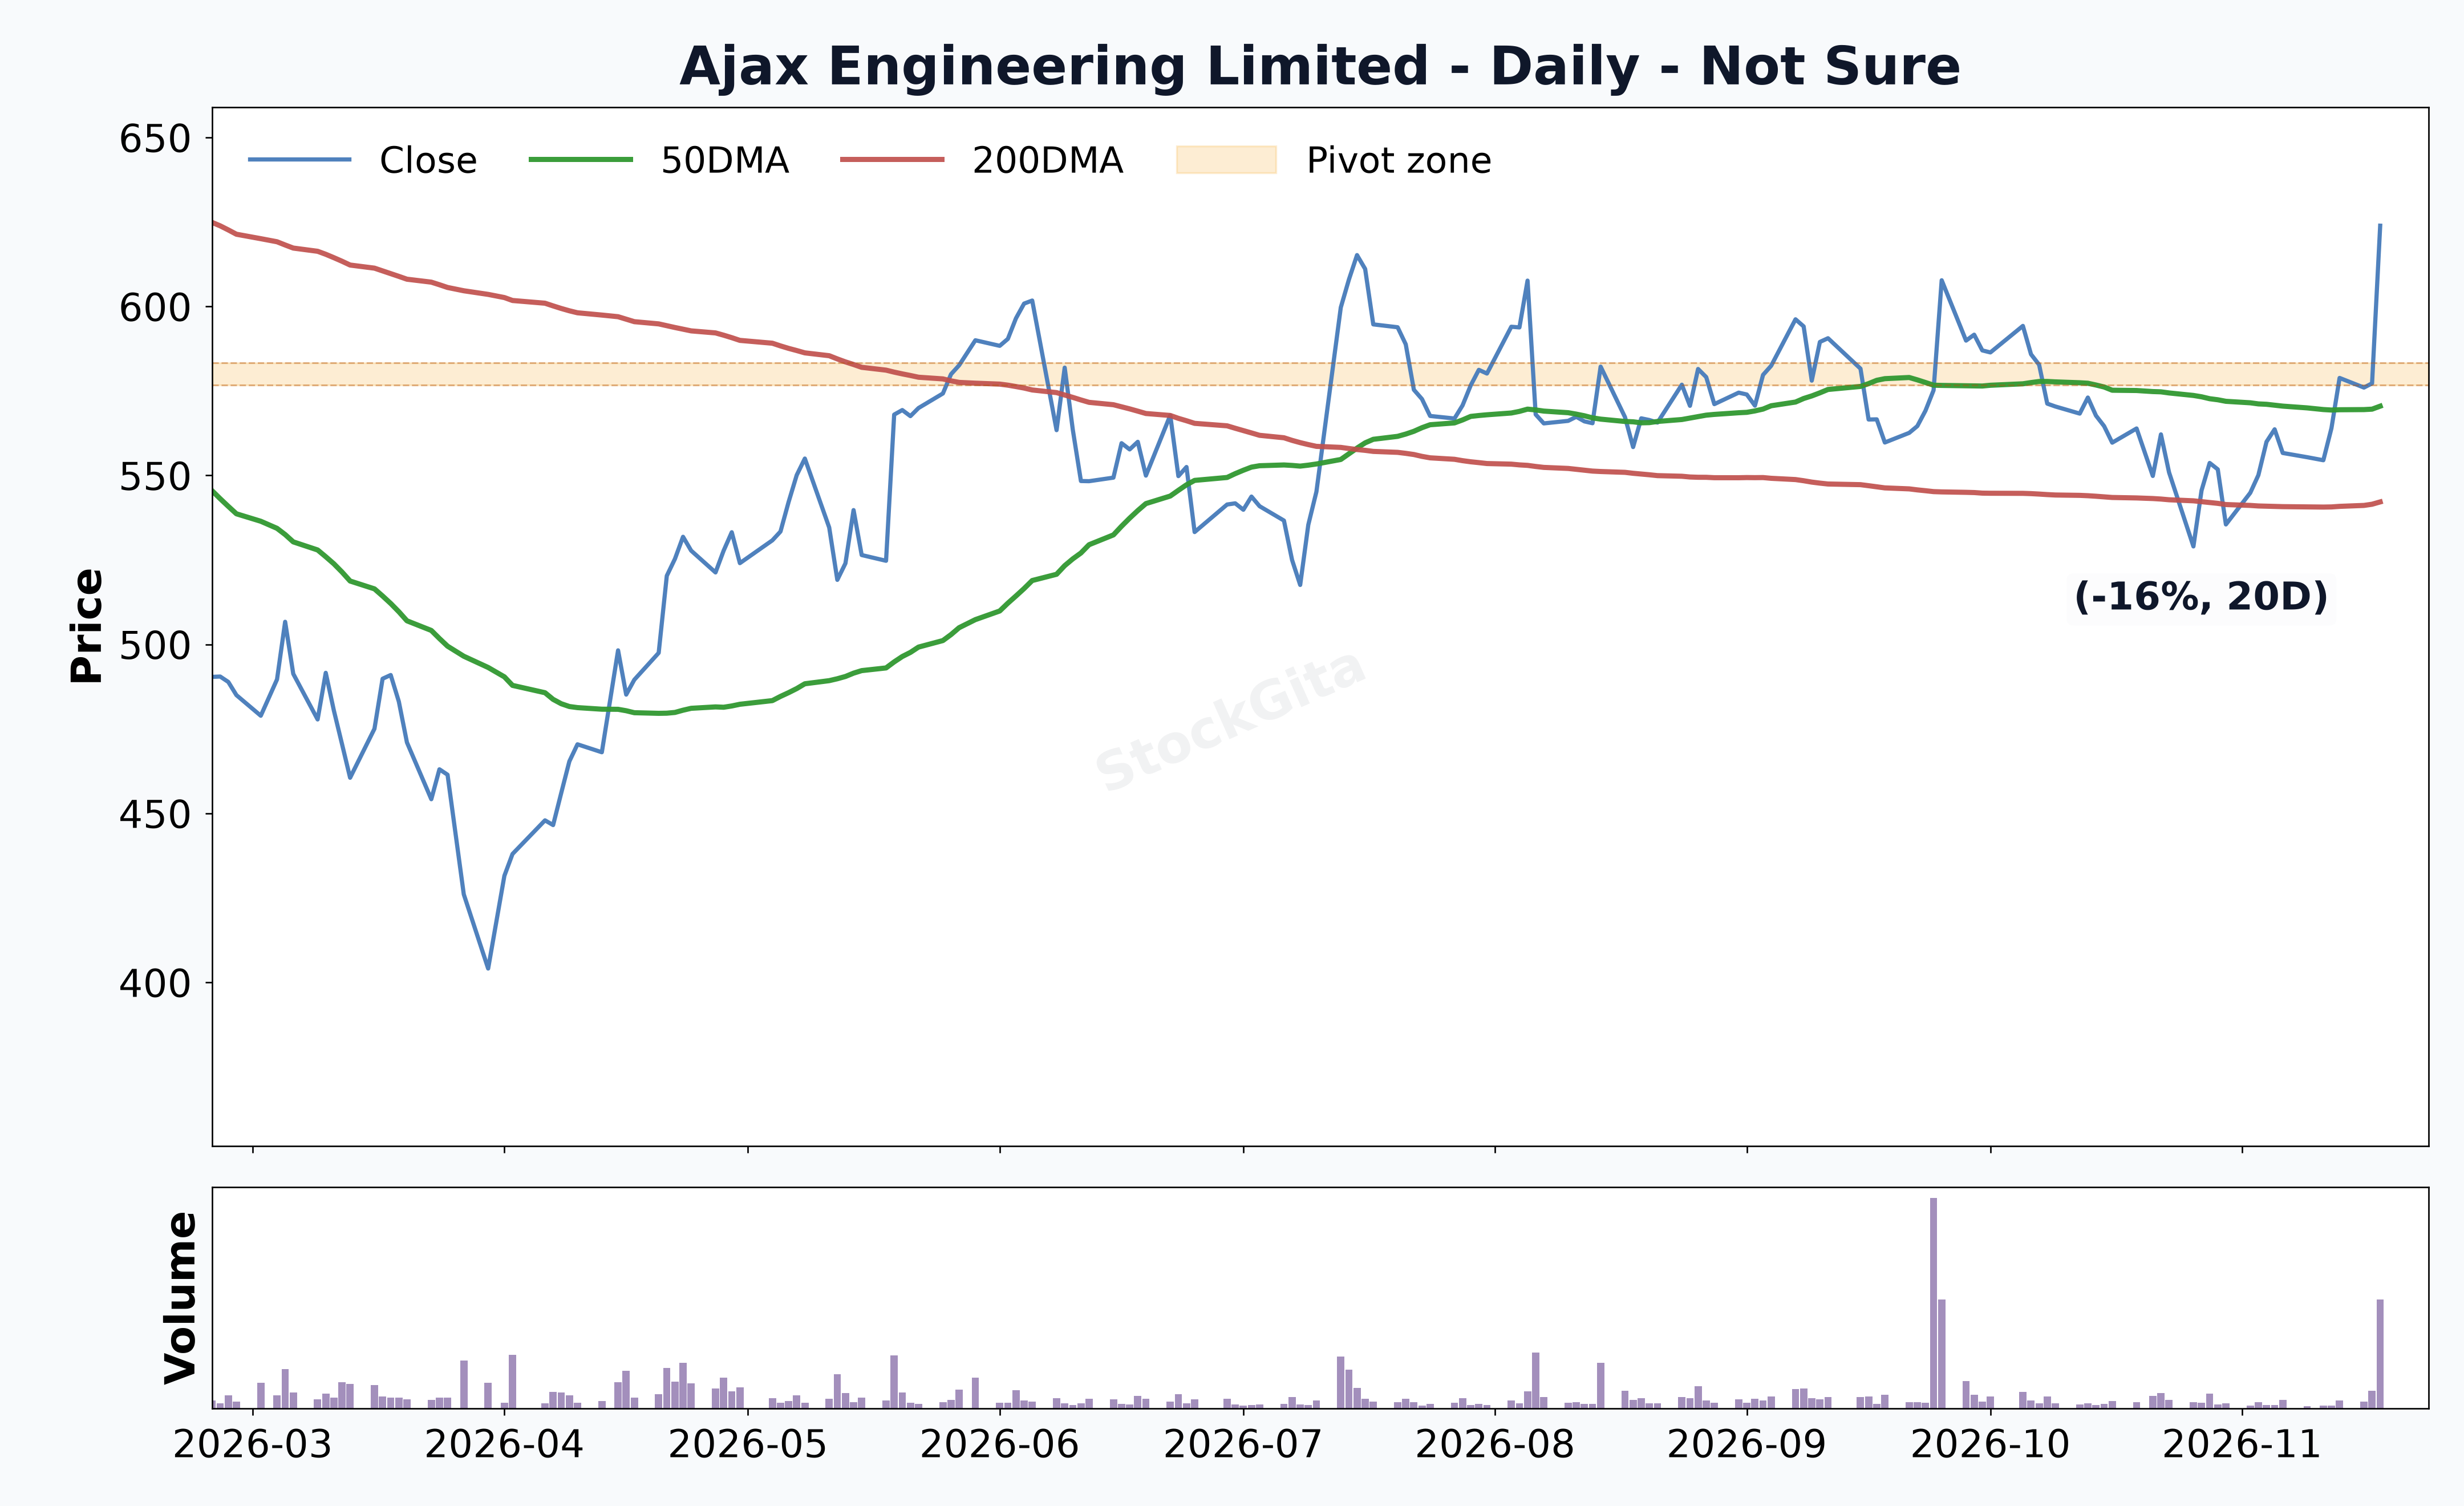 Ajax Engineering Limited - Daily - Not Sure
Close 50DMA 200DMA Pivot zone
Price
650
600
550
500
450
400
(-16%, 20D)
StockGita
Volume
2026-03 2026-04 2026-05 2026-06 2026-07 2026-08 2026-09 2026-10 2026-11